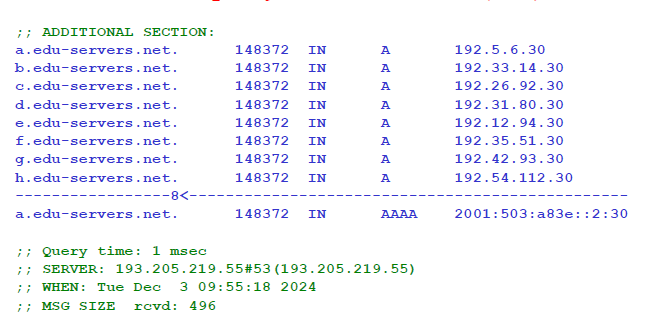 ;; ADDITIONAL SECTION:
a.edu-servers.net. 148372 IN A 192.5.6.30
b.edu-servers.net. 148372 IN A 192.33.14.30
c.edu-servers.net. 148372 IN A 192.26.92.30
d.edu-servers.net. 148372 IN A 192.31.80.30
e.edu-servers.net. 148372 IN A 192.12.94.30
f.edu-servers.net. 148372 IN A 192.35.51.30
g.edu-servers.net. 148372 IN A 192.42.93.30
h.edu-servers.net. 148372 IN A 192.54.112.30
-----------------8<------------------------------------------------
a.edu-servers.net. 148372 IN AAAA 2001:503:a83e::2:30
;; Query time: 1 msec
;; SERVER: 193.205.219.55#53(193.205.219.55)
;; WHEN: Tue Dec 3 09:55:18 2024
;; MSG SIZE rcvd: 496